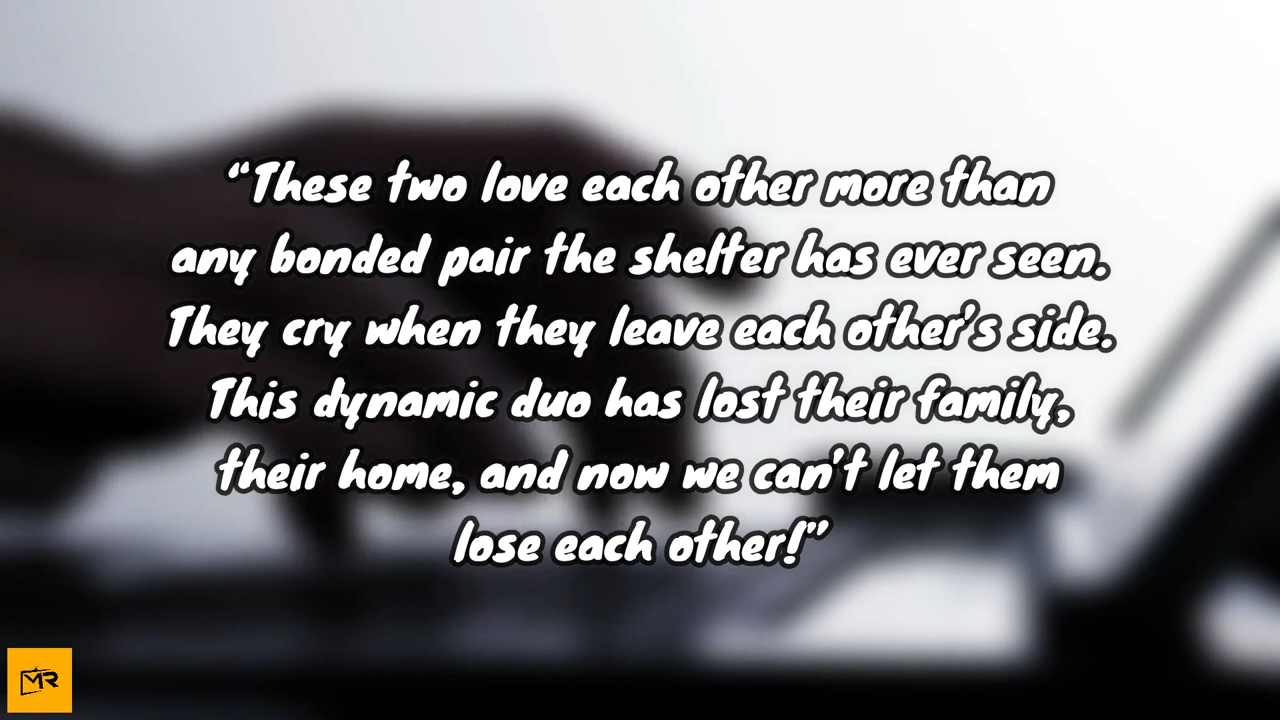 “These two love each other more than
any bonded pair the shelter has ever seen.
They cry when they leave each other’s side.
This dynamic duo has lost their family,
their home, and now we can’t let them
lose each other!”
MR